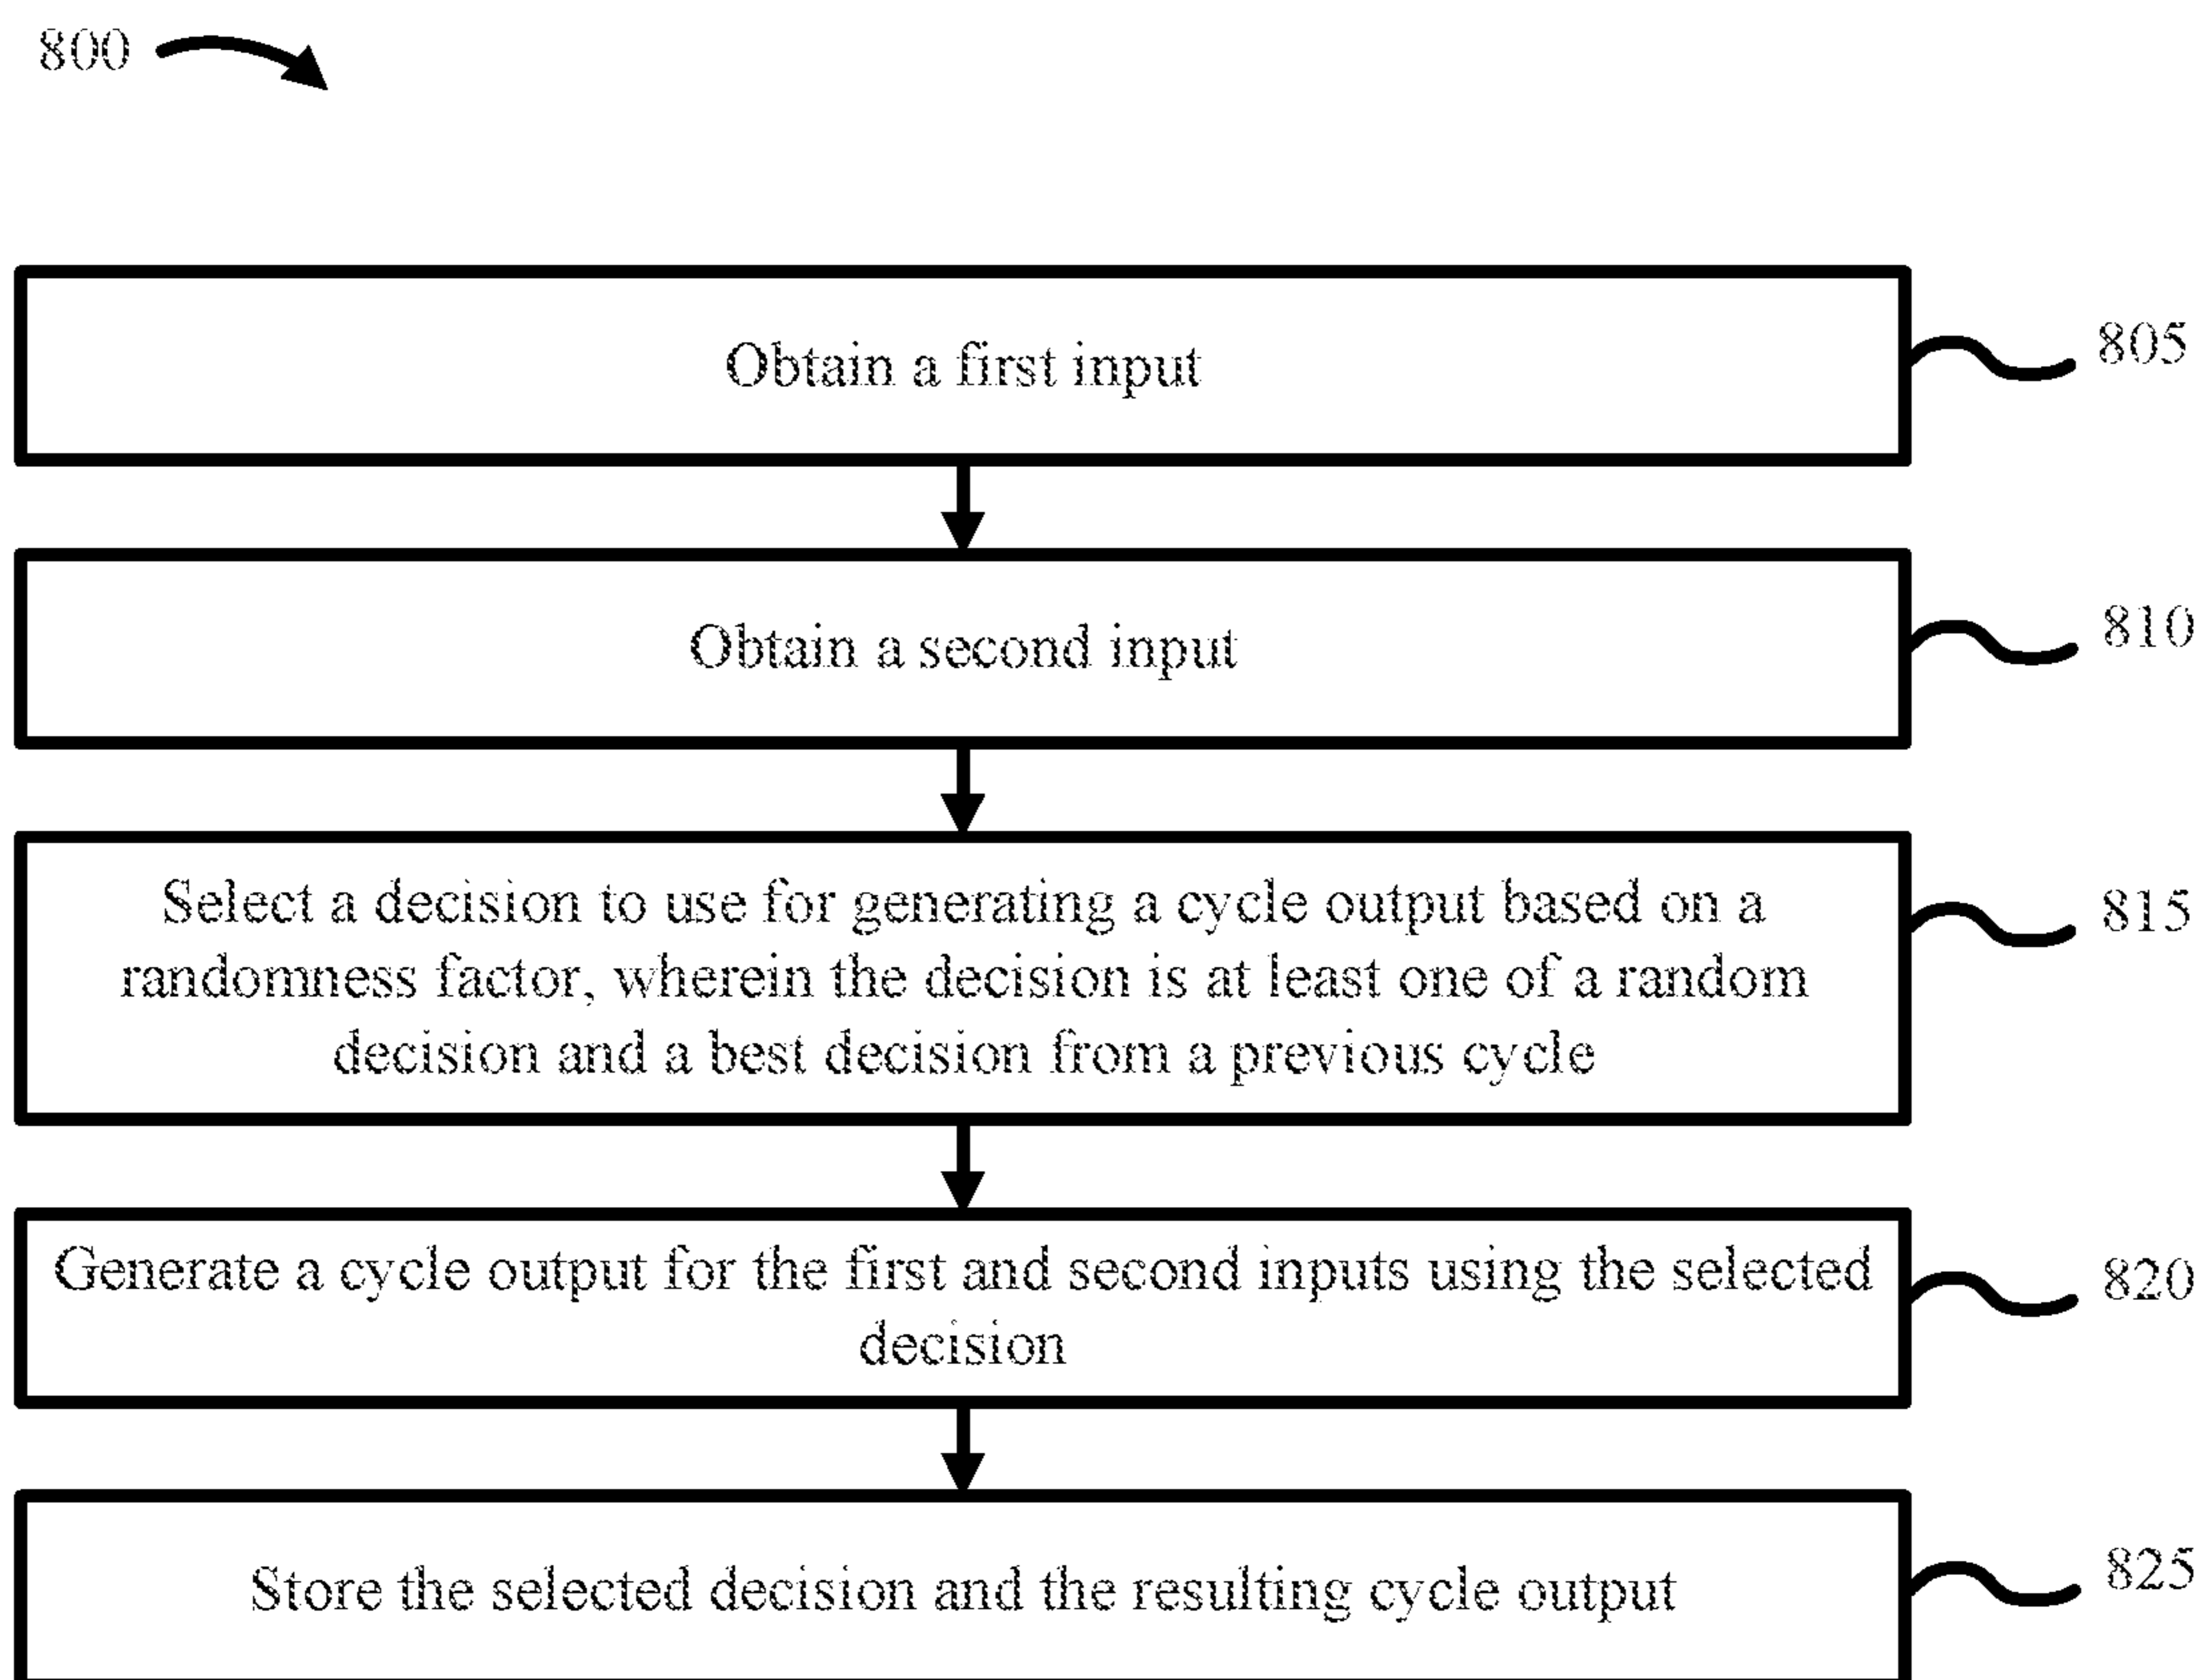 800
Obtain a first input
805
Obtain a second input
810
Select a decision to use for generating a cycle output based on a
randomness factor, wherein the decision is at least one of a random
decision and a best decision from a previous cycle
815
Generate a cycle output for the first and second inputs using the selected
decision
820
Store the selected decision and the resulting cycle output
825